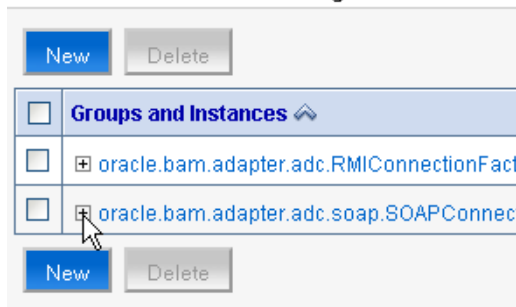 New Delete
Groups and Instances
oracle.bam.adapter.adc.RMIConnectionFact
oracle.bam.adapter.adc.soap.SOAPConnec
New Delete